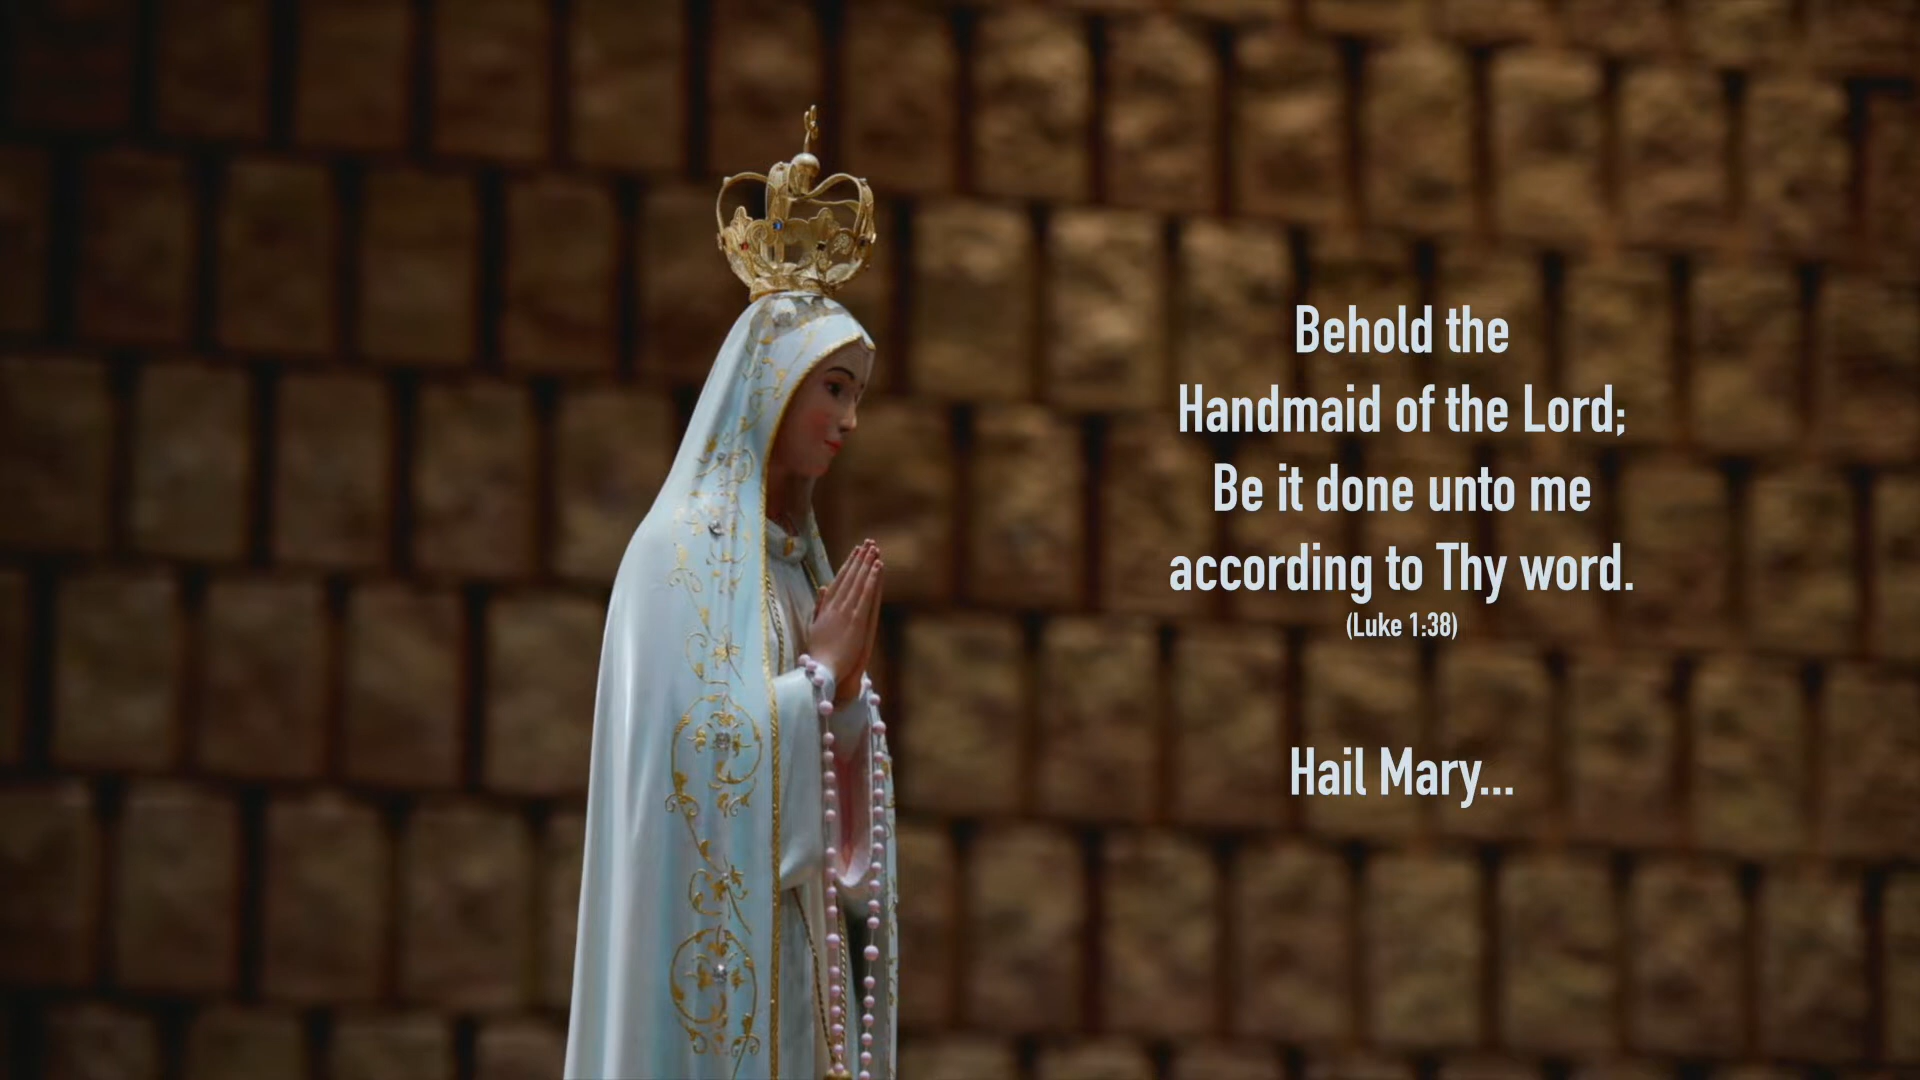 Behold the
Handmaid of the Lord;
Be it done unto me
according to Thy word.
(Luke 1:38)
Hail Mary...